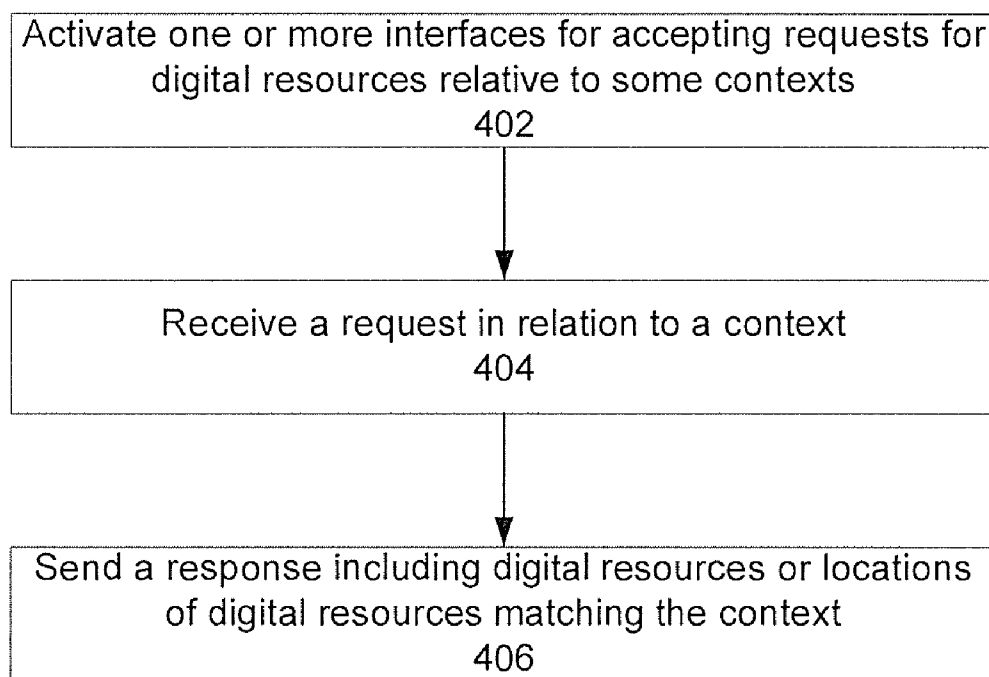 Activate one or more interfaces for accepting requests for
digital resources relative to some contexts
402
Receive a request in relation to a context
404
Send a response including digital resources or locations
of digital resources matching the context
406